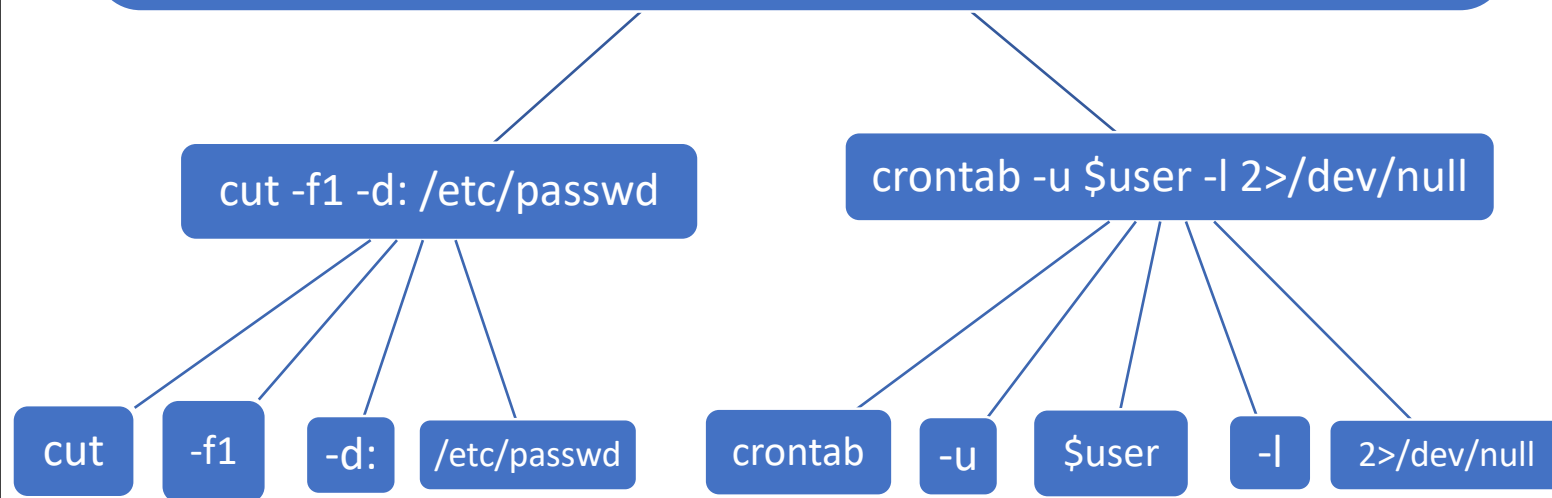 cut -f1 -d: /etc/passwd
crontab -u $user -l 2>/dev/null
cut
-f1
-d:
/etc/passwd
crontab
-u
$user
-l
2>/dev/null